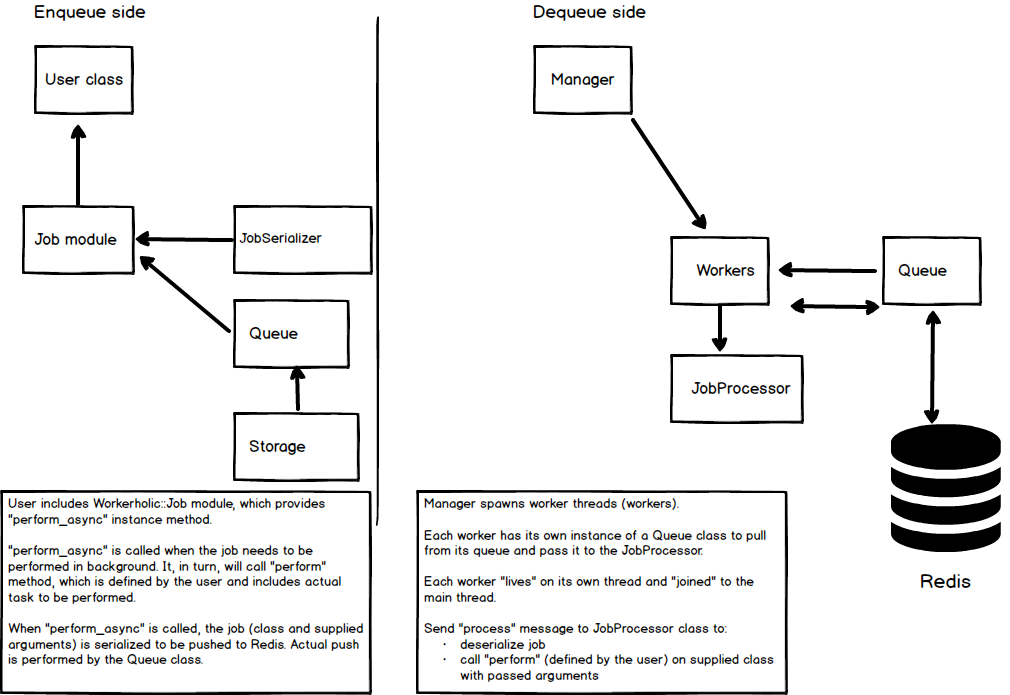 Enqueue side
User class
Job module
JobSerializer
Queue
Storage
User includes Workerholic::Job module, which provides
"perform_async" instance method.
"perform_async" is called when the job needs to be
performed in background. It, in turn, will call "perform"
method, which is defined by the user and includes actual
task to be performed.
When "perform_async" is called, the job (class and supplied
arguments) is serialized to be pushed to Redis. Actual push
is performed by the Queue class.
Dequeue side
Manager
Workers
Queue
JobProcessor
Redis
Manager spawns worker threads (workers).
Each worker has its own instance of a Queue class to pull
from its queue and pass it to the JobProcessor.
Each worker "lives" on its own thread and "joined" to the
main thread.
Send "process" message to JobProcessor class to:
· deserialize job
· call "perform" (defined by the user) on supplied class
with passed arguments